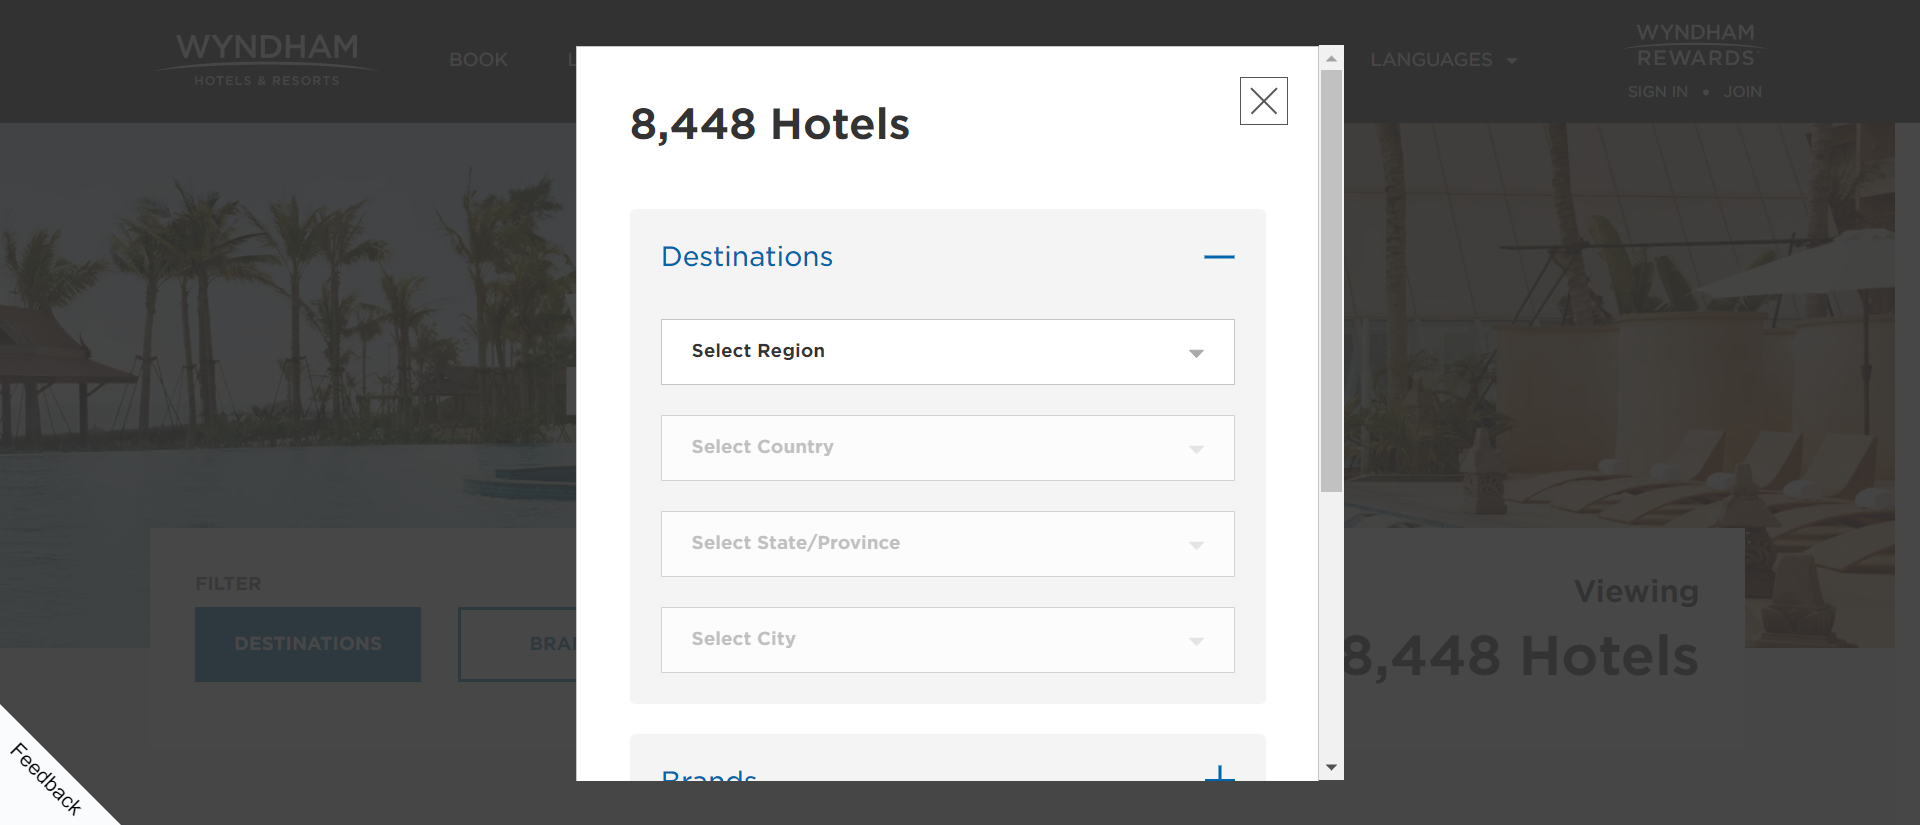 WYNDHAM
HOTELS & RESORTS
BOOK
LANGUAGES
WYNDHAM
REWARDS
SIGN IN • JOIN
8,448 Hotels
Destinations
Select Region
Select Country
Select State/Province
Select City
Brands
FILTER
DESTINATIONS
Viewing
8,448 Hotels
Feedback